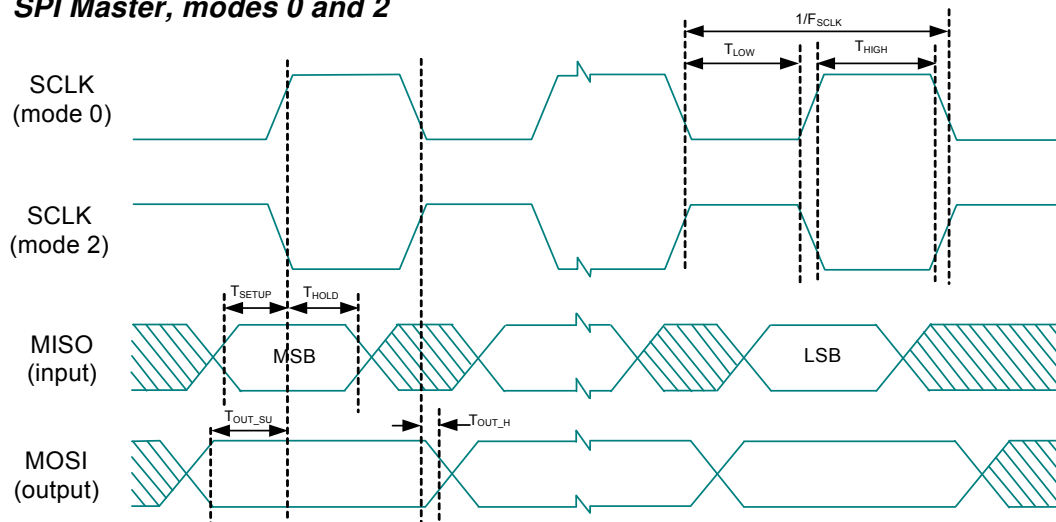 SPI Master, modes 0 and 2
1/FSCLK
TLOW
THIGH
SCLK
(mode 0)
SCLK
(mode 2)
TSETUP
THOLD
MISO
(input)
MSB
LSB
TOUT_SU
TOUT_H
MOSI
(output)